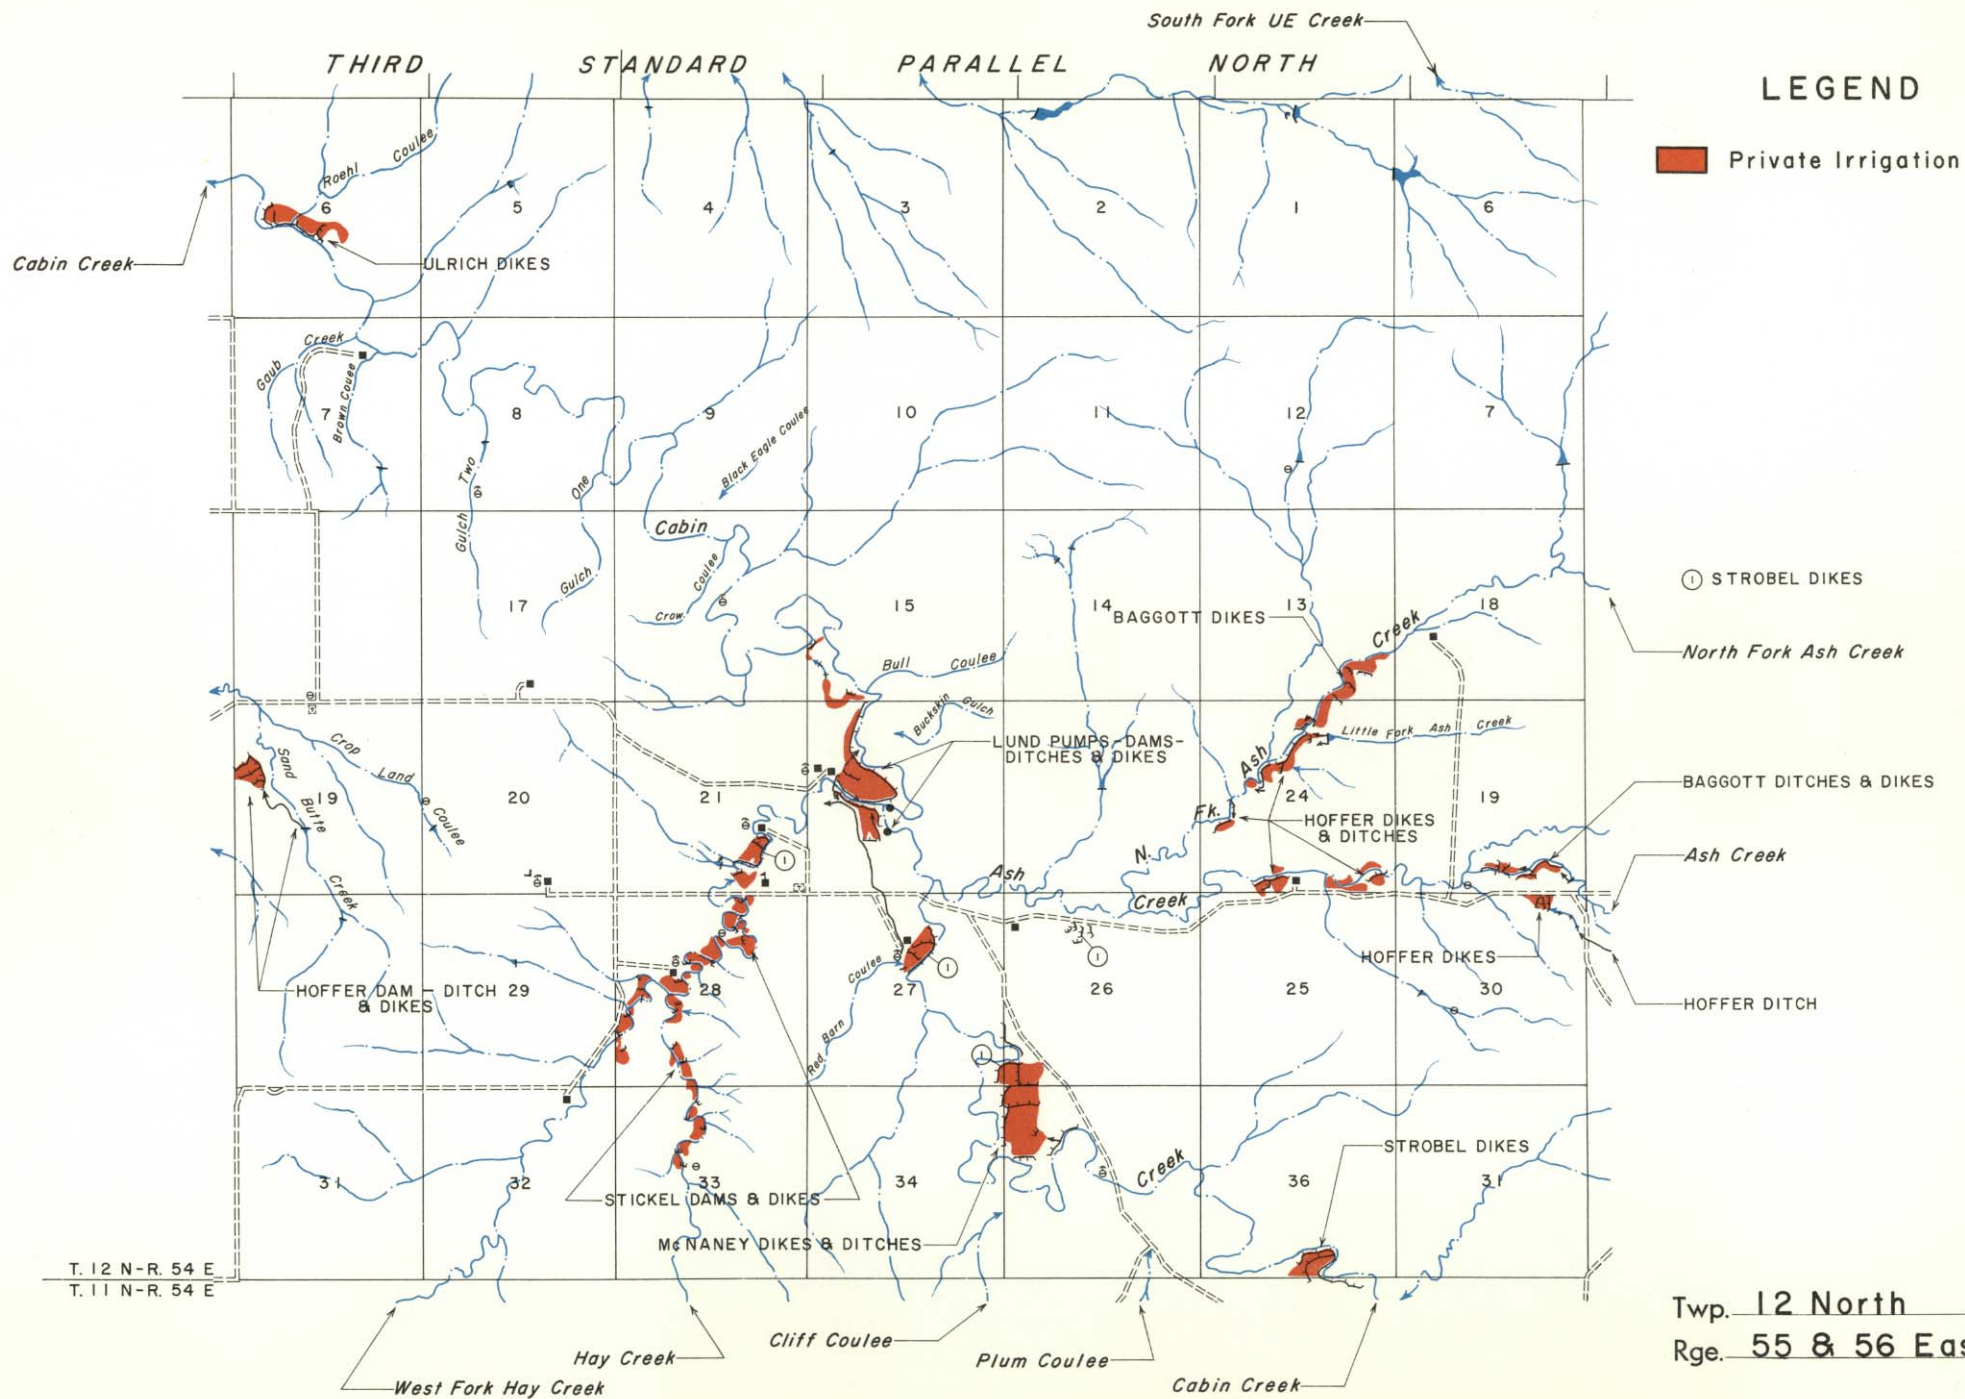 South Fork UE Creek
THIRD STANDARD PARALLEL NORTH
LEGEND
Private Irrigation
Roehl Coulee
6 5 4 3 2 1 6
Cabin Creek
ULRICH DIKES
Gaub Creek
Brown Couee
7 8 9 10 11 12 7
Black Eagle Coulee
Gulch Two
Gulch One
Cabin
Crow Coulee
17 15 14 13 18
1 STROBEL DIKES
BAGGOTT DIKES
Creek
North Fork Ash Creek
Bull Coulee
Buckskin Gulch
Little Fork Ash Creek
LUND PUMPS-DAMS-
DITCHES & DIKES
Crop Land Coulee
Sand Butte Creek
Ash
BAGGOTT DITCHES & DIKES
19 20 21 24 19
Fk.
HOFFER DIKES
& DITCHES
N.
1
Ash Creek
Ash
Creek
HOFFER DIKES
1
1
HOFFER DAM - DITCH
& DIKES
29 28 27 26 25 30
HOFFER DITCH
Red Barn Coulee
1
STROBEL DIKES
Creek
31 32 33 34 36 31
STICKEL DAMS & DIKES
McNANEY DIKES & DITCHES
T. 12 N-R. 54 E
T. 11 N-R. 54 E
Twp. 12 North
Rge. 55 & 56 Eas
Cliff Coulee
Hay Creek
Plum Coulee
West Fork Hay Creek
Cabin Creek